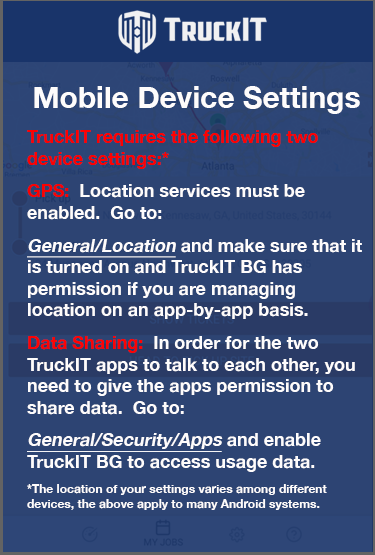 TRUCKIT
Mobile Device Settings
TruckIT requires the following two
device settings:*
GPS:  Location services must be
enabled.  Go to:
General/Location and make sure that it
is turned on and TruckIT BG has
permission if you are managing
location on an app-by-app basis.
Data Sharing:  In order for the two
TruckIT apps to talk to each other, you
need to give the apps permission to
share data.  Go to:
General/Security/Apps and enable
TruckIT BG to access usage data.
*The location of your settings varies among different
devices, the above apply to many Android systems.
Atlanta
MY JOBS